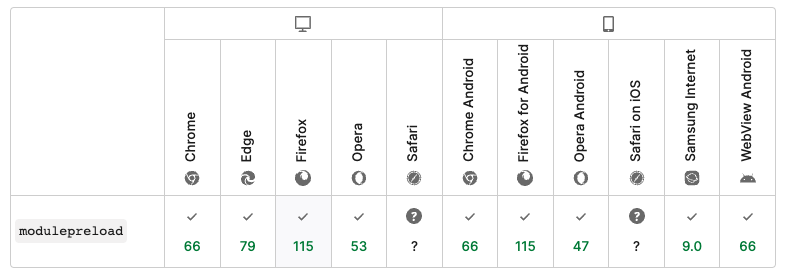 Chrome Edge Firefox Opera Safari Chrome Android Firefox for Android Opera Android Safari on iOS Samsung Internet WebView Android
modulepreload
? ?
66 79 115 53 ? 66 115 47 ? 9.0 66